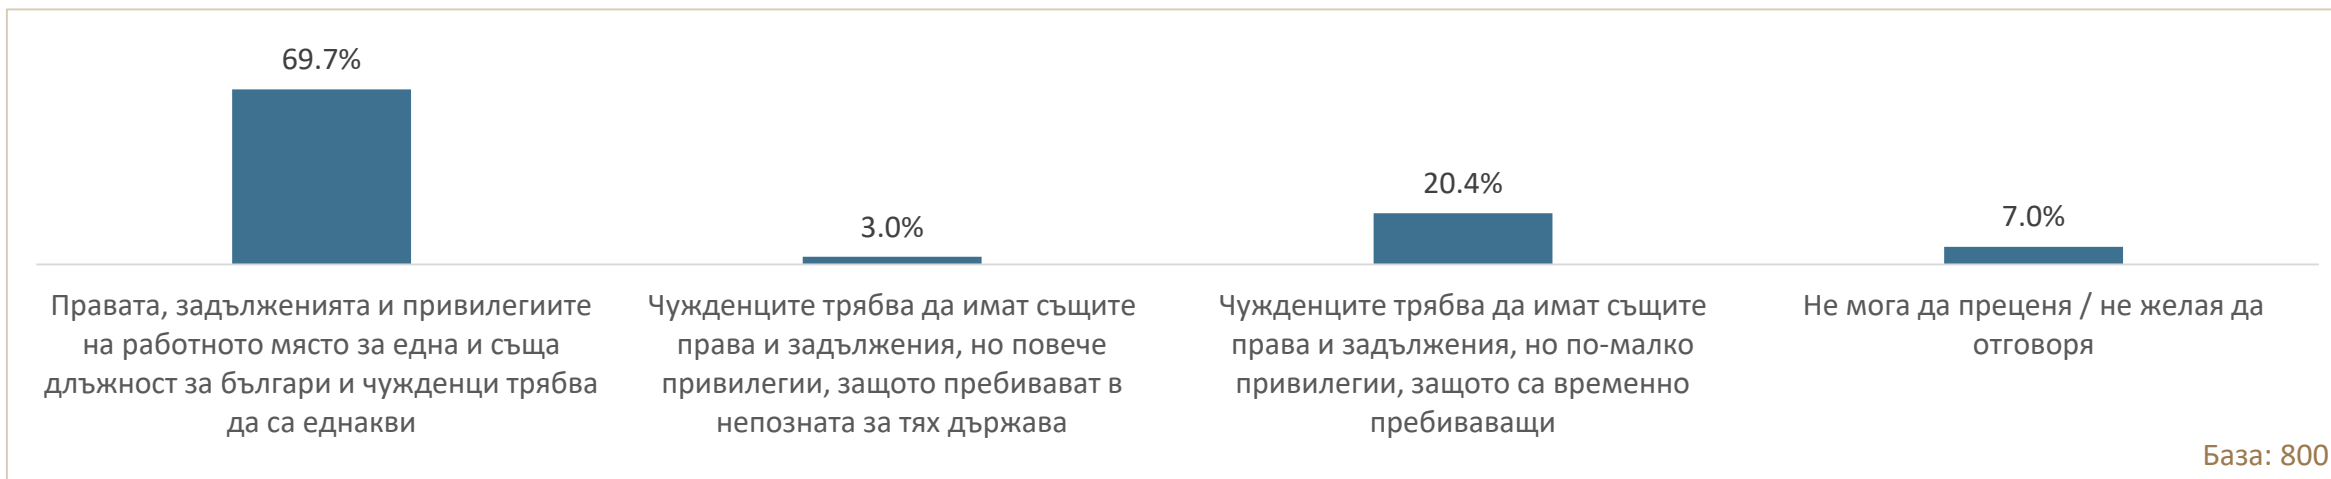 69.7%
3.0%
20.4%
7.0%
Правата, задълженията и привилегиите
на работното място за една и съща
длъжност за българи и чужденци трябва
да са еднакви
Чужденците трябва да имат същите
права и задължения, но повече
привилегии, защото пребивават в
непозната за тях държава
Чужденците трябва да имат същите
права и задължения, но по-малко
привилегии, защото са временно
пребиваващи
Не мога да преценя / не желая да
отговоря
База: 800